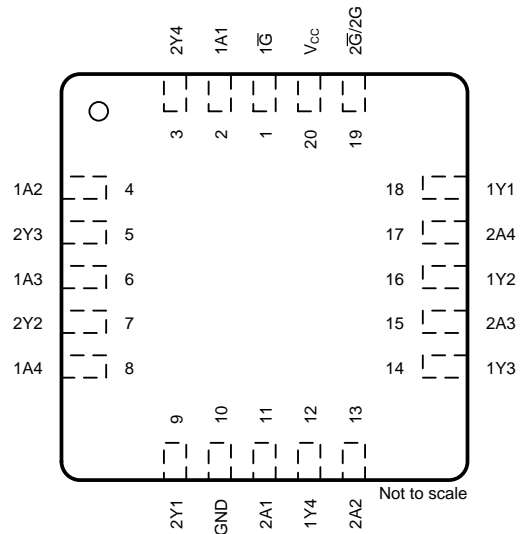 2Y4 1A1 1G̅ VCC 2G̅/2G
3 2 1 20 19
1A2 4 18 1Y1
2Y3 5 17 2A4
1A3 6 16 1Y2
2Y2 7 15 2A3
1A4 8 14 1Y3
9 10 11 12 13
Not to scale
2Y1 GND 2A1 1Y4 2A2